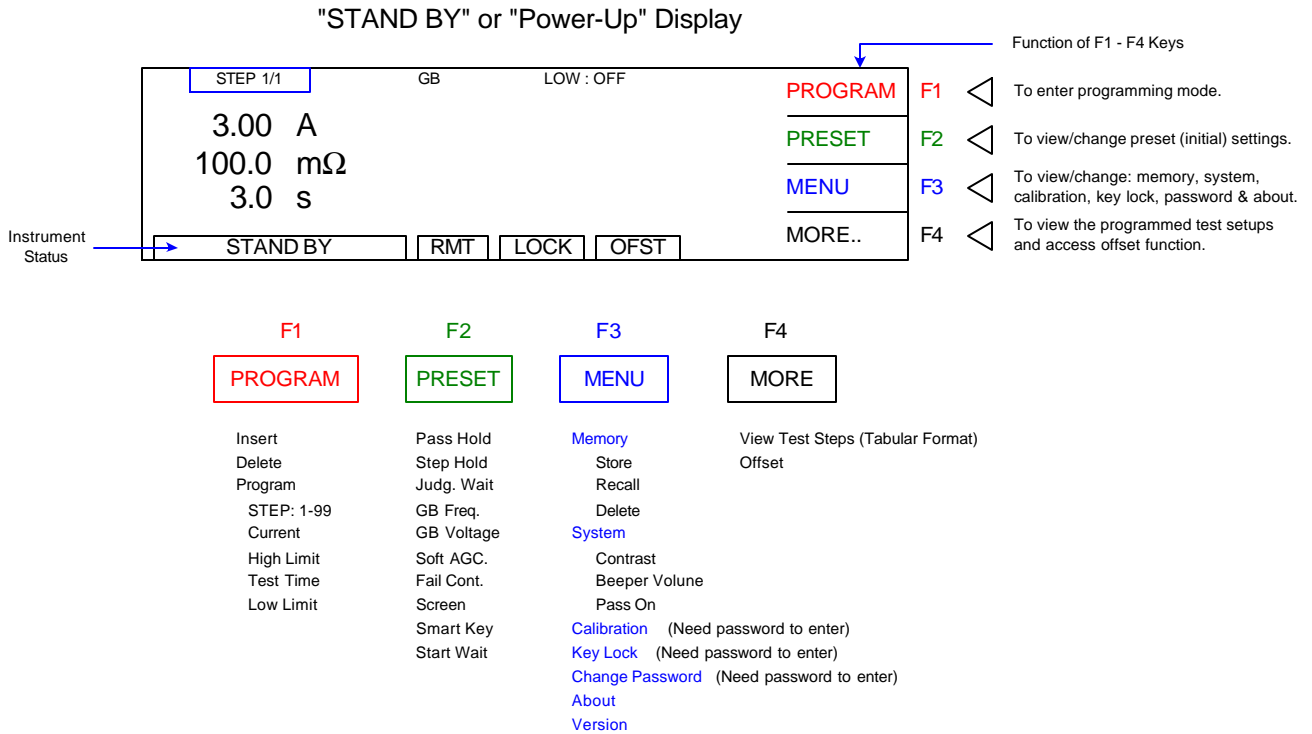 "STAND BY" or "Power-Up" Display
Function of F1 - F4 Keys
STEP 1/1 GB LOW : OFF
PROGRAM F1 To enter programming mode.
3.00 A
PRESET F2 To view/change preset (initial) settings.
100.0 mΩ
MENU F3 To view/change: memory, system,
calibration, key lock, password & about.
3.0 s
MORE.. F4 To view the programmed test setups
and access offset function.
Instrument
Status
STAND BY RMT LOCK OFST
F1 F2 F3 F4
PROGRAM PRESET MENU MORE
Insert Pass Hold Memory View Test Steps (Tabular Format)
Delete Step Hold Store Offset
Program Judg. Wait Recall
STEP: 1-99 GB Freq. Delete
Current GB Voltage System
High Limit Soft AGC. Contrast
Test Time Fail Cont. Beeper Volune
Low Limit Screen Pass On
Smart Key Calibration (Need password to enter)
Start Wait Key Lock (Need password to enter)
Change Password (Need password to enter)
About
Version